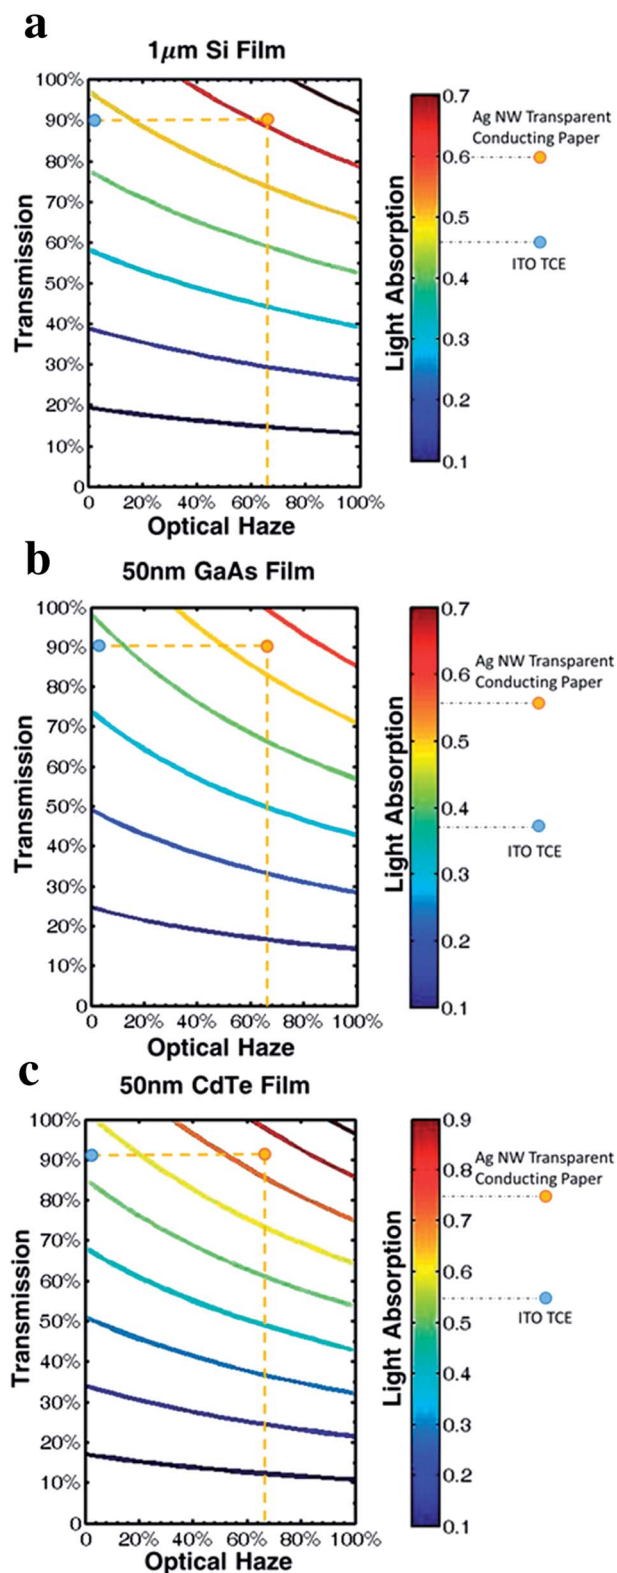 a
1μm Si Film
100%
90%
80%
70%
60%
50%
40%
30%
20%
10%
0
Transmission
0 20% 40% 60% 80% 100%
Optical Haze
0.7
0.6
0.5
0.4
0.3
0.2
0.1
Light Absorption
Ag NW Transparent
Conducting Paper
ITO TCE
b
50nm GaAs Film
100%
90%
80%
70%
60%
50%
40%
30%
20%
10%
0
Transmission
0 20% 40% 60% 80% 100%
Optical Haze
0.7
0.6
0.5
0.4
0.3
0.2
0.1
Light Absorption
Ag NW Transparent
Conducting Paper
ITO TCE
c
50nm CdTe Film
100%
90%
80%
70%
60%
50%
40%
30%
20%
10%
0
Transmission
0 20% 40% 60% 80% 100%
Optical Haze
0.9
0.8
0.7
0.6
0.5
0.4
0.3
0.2
0.1
Light Absorption
Ag NW Transparent
Conducting Paper
ITO TCE